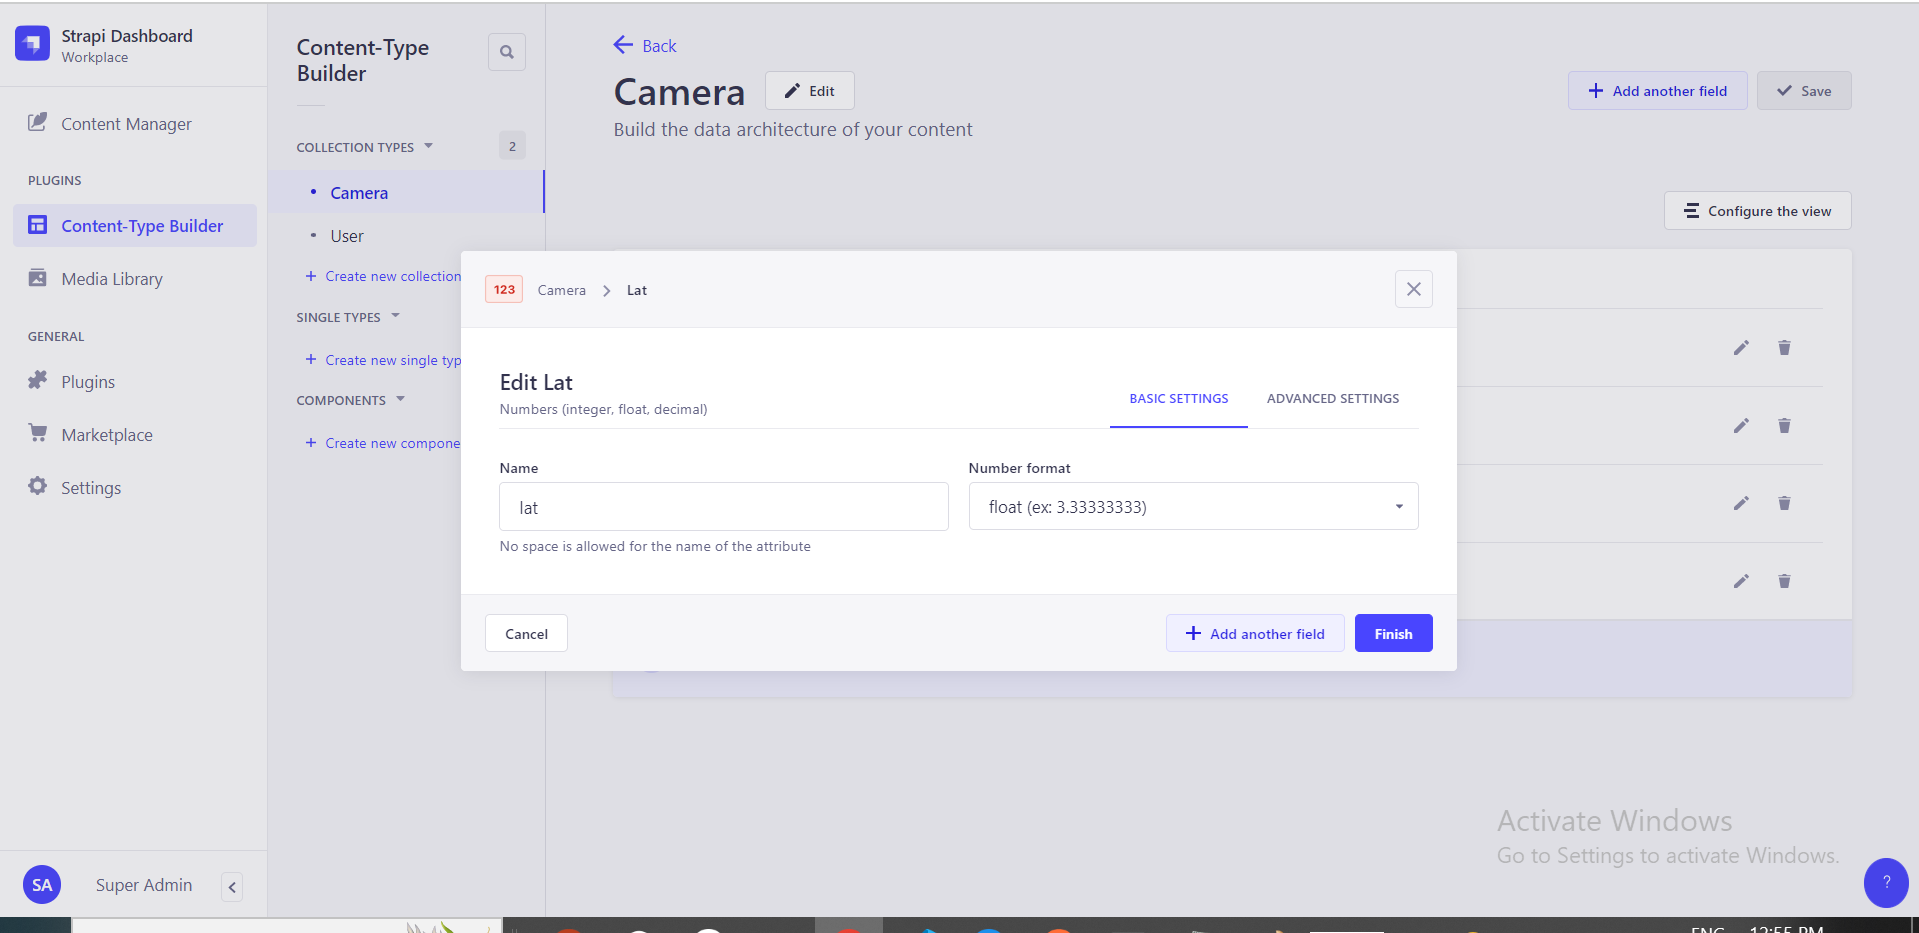 Strapi Dashboard
Workplace
Content Manager
PLUGINS
Content-Type Builder
Media Library
GENERAL
Plugins
Marketplace
Settings
SA
Super Admin
Content-Type
Builder
COLLECTION TYPES
2
Camera
User
+ Create new collection
SINGLE TYPES
+ Create new single typ
COMPONENTS
+ Create new compone
Back
Camera
Edit
Build the data architecture of your content
+ Add another field
Save
Configure the view
123
Camera
Lat
Edit Lat
Numbers (integer, float, decimal)
BASIC SETTINGS
ADVANCED SETTINGS
Name
lat
No space is allowed for the name of the attribute
Number format
float (ex: 3.33333333)
Cancel
+ Add another field
Finish
Activate Windows
Go to Settings to activate Windows.
?
ENG
12:55 PM